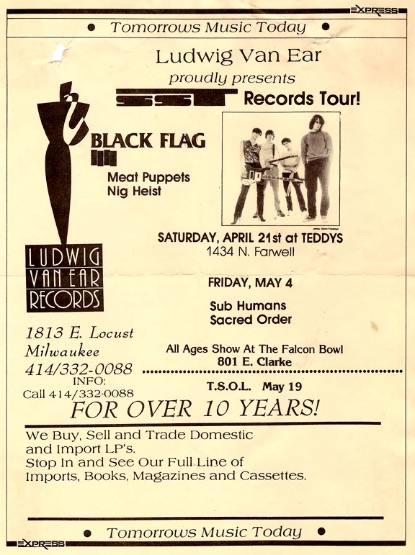 EXPRESS
• Tomorrows Music Today •
Ludwig Van Ear
proudly presents
SST Records Tour!
BLACK FLAG
Meat Puppets
Nig Heist
SATURDAY, APRIL 21st at TEDDYS
1434 N. Farwell
LUDWIG
VAN EAR
RECORDS
FRIDAY, MAY 4
Sub Humans
Sacred Order
1813 E. Locust
Milwaukee
414/332-0088
All Ages Show At The Falcon Bowl
801 E. Clarke
INFO:
Call 414/332-0088
T.S.O.L. May 19
FOR OVER 10 YEARS!
We Buy, Sell and Trade Domestic
and Import LP's.
Stop In and See Our Full Line of
Imports, Books, Magazines and Cassettes.
• Tomorrows Music Today •
EXPRESS